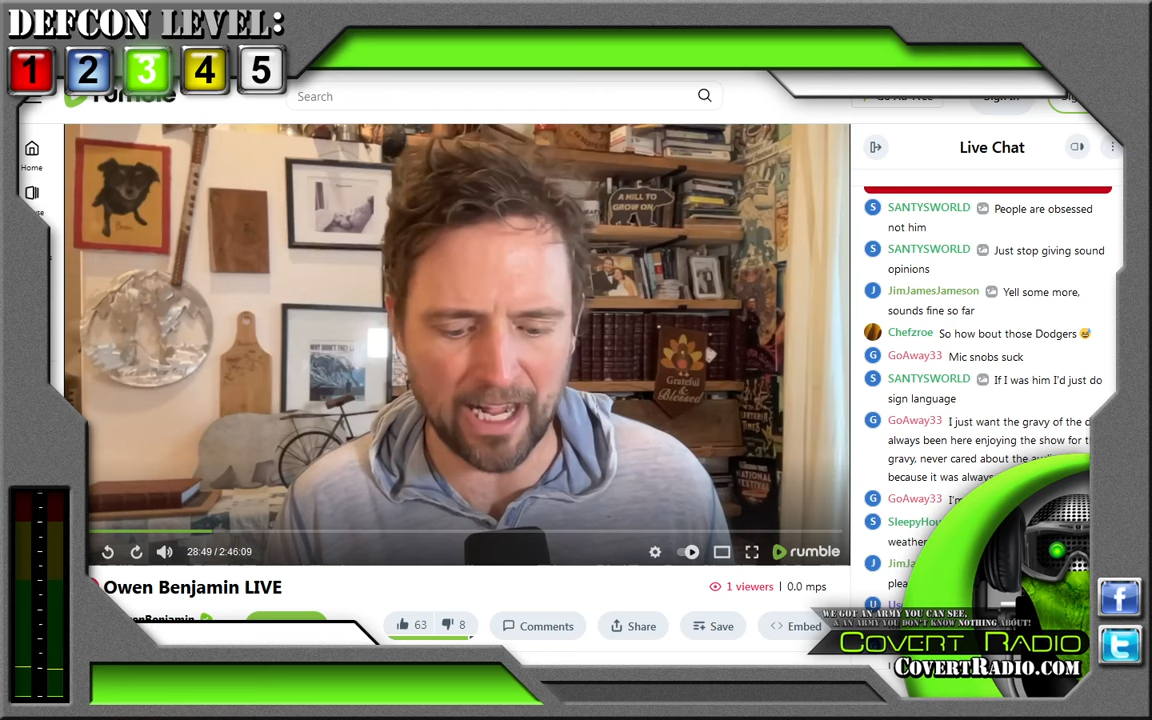 DEFCON LEVEL:
1 2 3 4 5
rumble
Search
Home
Live Chat
SANTYSWORLD People are obsessed
not him
SANTYSWORLD Just stop giving sound
opinions
JimJamesJameson Yell some more,
sounds fine so far
Chefzroe So how bout those Dodgers
GoAway33 Mic snobs suck
SANTYSWORLD If I was him I'd just do
sign language
GoAway33 I just want the gravy of the
always been here enjoying the show for
gravy, never cared about the
because it was always
GoAway33 I'm
A HILL TO
GROW ON
Grateful
&
Blessed
NATIONAL
FESTIVAL
28:49 / 2:46:09
rumble
Owen Benjamin LIVE
1 viewers | 0.0 mps
63 8
Comments
Share
Save
Embed
WE GOT AN ARMY YOU CAN SEE,
& AN ARMY YOU DON'T KNOW NOTHING ABOUT!
COVERT RADIO
COVERTRADIO.COM